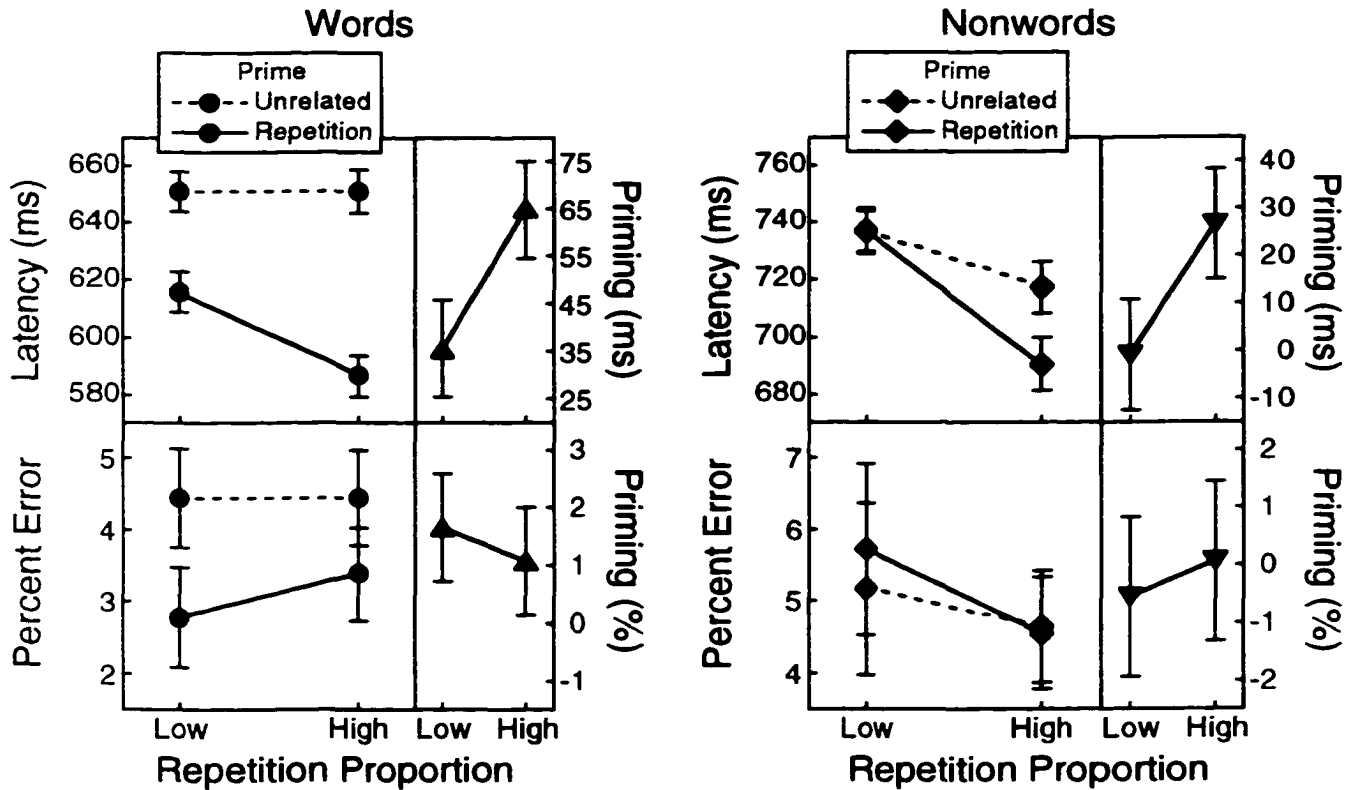 Words
Prime
Unrelated
Repetition
Latency (ms)
660
640
620
600
580
75
65
55
45
35
25
Priming (ms)
Percent Error
5
4
3
2
3
2
1
0
-1
Priming (%)
Low High Low High
Repetition Proportion
Nonwords
Prime
Unrelated
Repetition
Latency (ms)
760
740
720
700
680
40
30
20
10
0
-10
Priming (ms)
Percent Error
7
6
5
4
2
1
0
-1
-2
Priming (%)
Low High Low High
Repetition Proportion